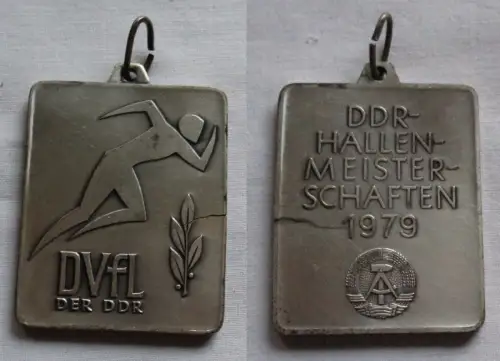 DVfL
DER DDR
DDR-
HALLEN-
MEISTER-
SCHAFTEN
1979